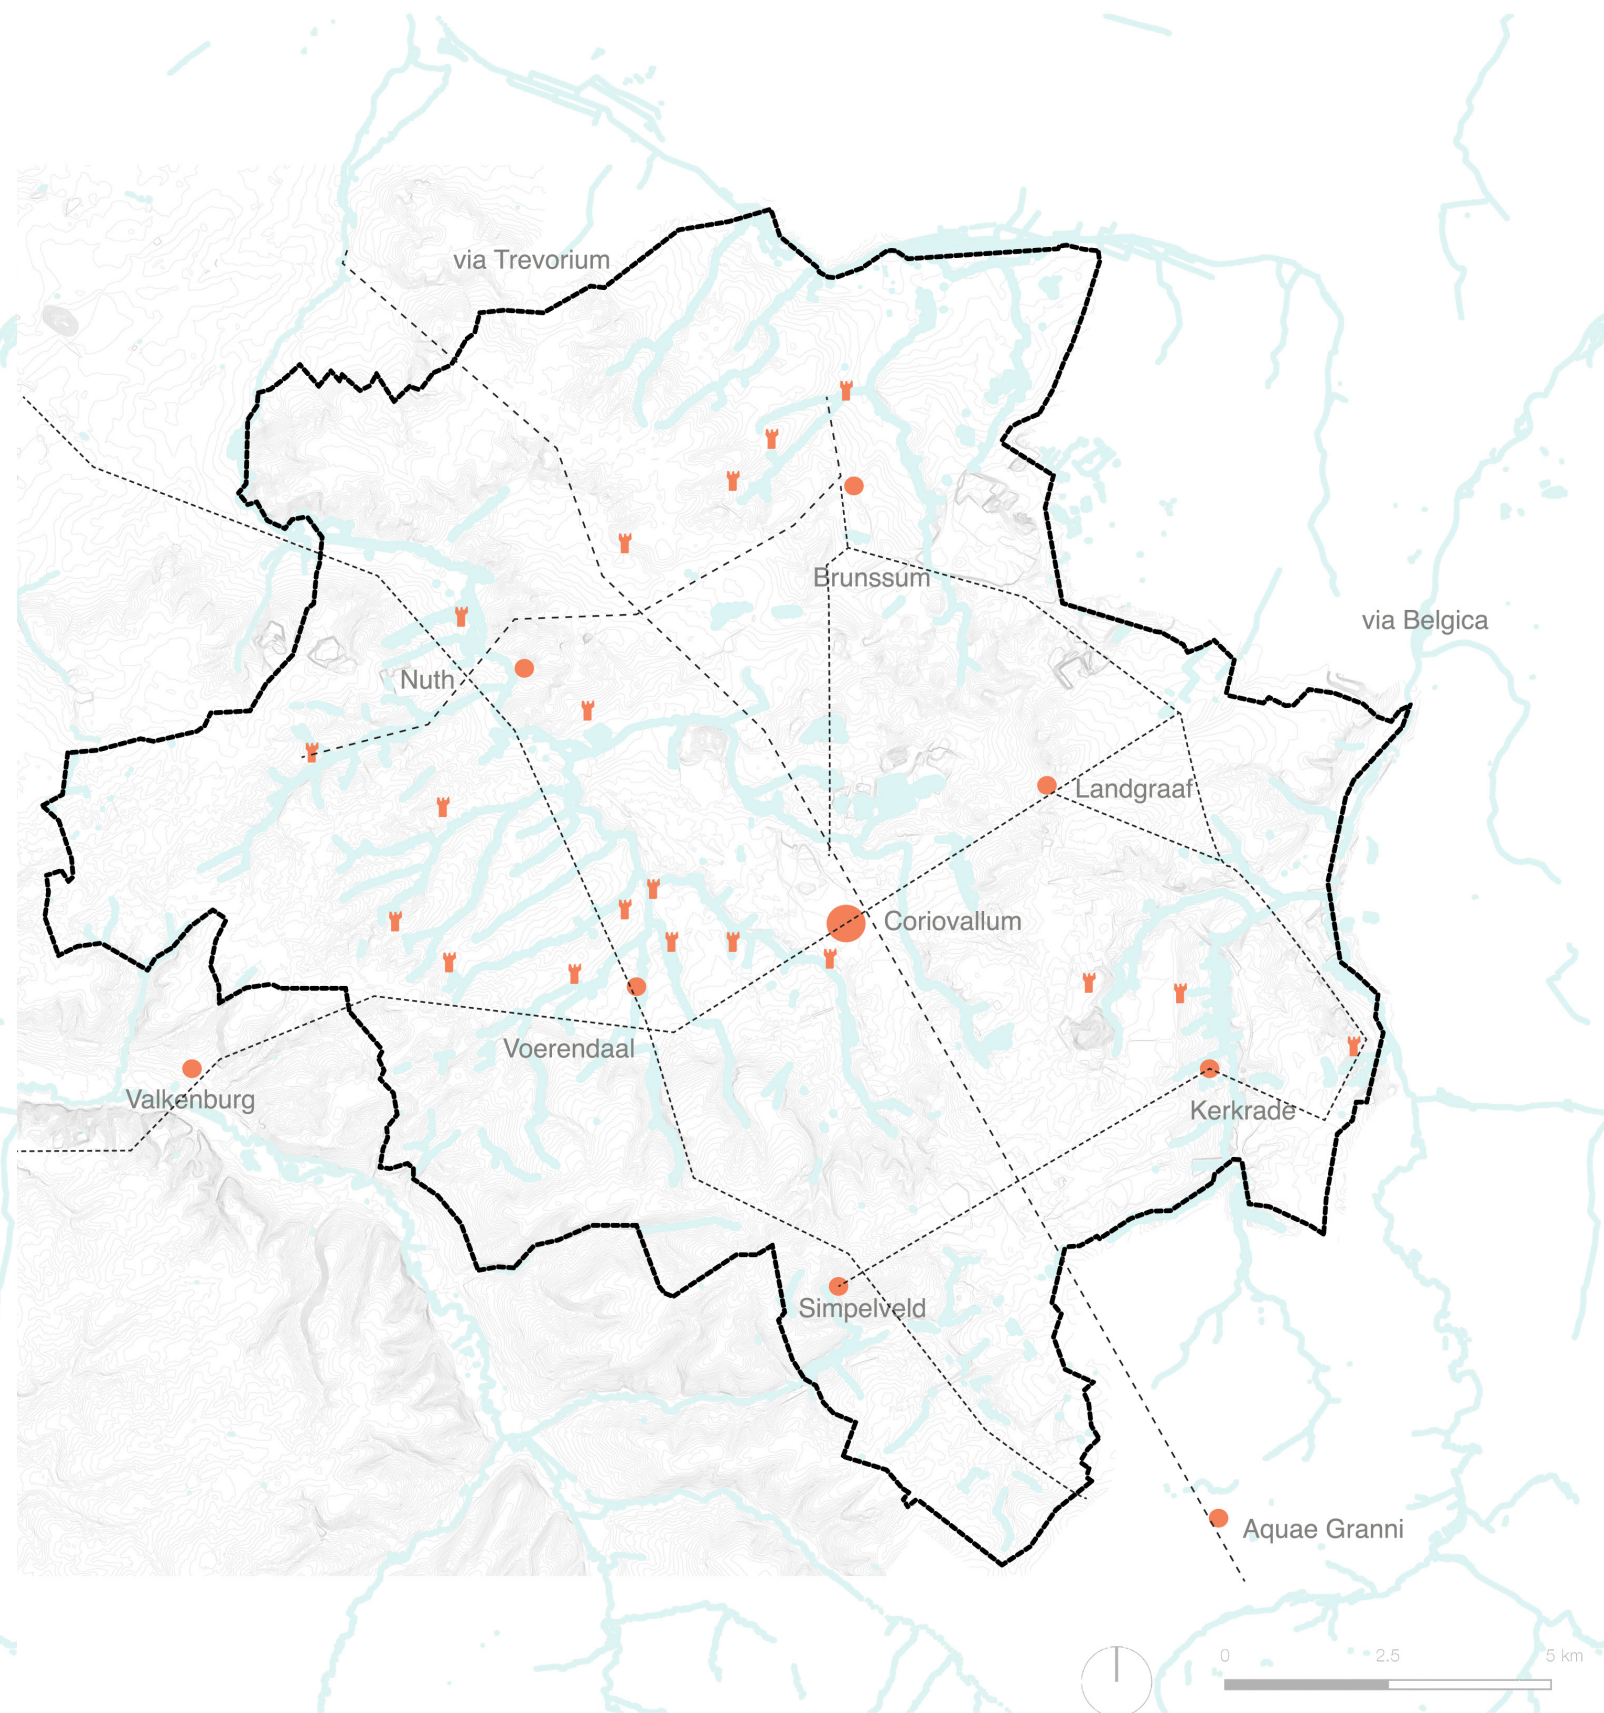 via Trevorium
Brunssum
via Belgica
Nuth
Landgraaf
Coriovallum
Voerendaal
Valkenburg
Kerkrade
Simpelveld
Aquae Granni
0 2.5 5 km